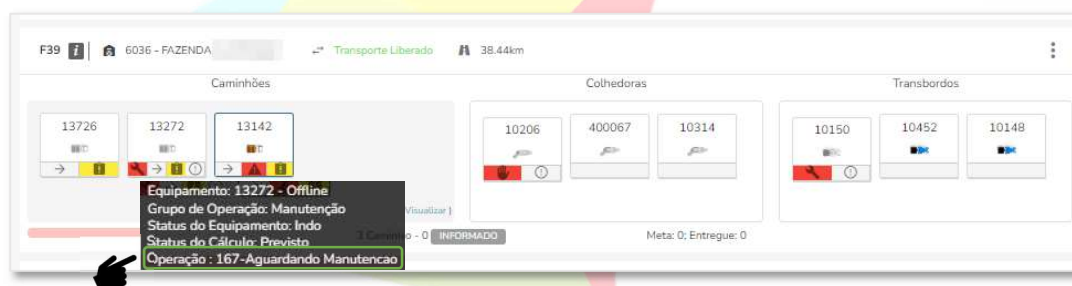 F39 i 6036 - FAZENDA Transporte Liberado 38.44km
Caminhões Colhedoras Transbordos
13726 13272 13142 10206 400067 10314 10150 10452 10148
Equipamento: 13272 - Offline
Grupo de Operação: Manutenção
Visualizar )
Status do Equipamento: Indo
Status do Cálculo: Previsto
- 0 INFORMADO Meta: 0; Entregue: 0
Operação : 167-Aguardando Manutencao